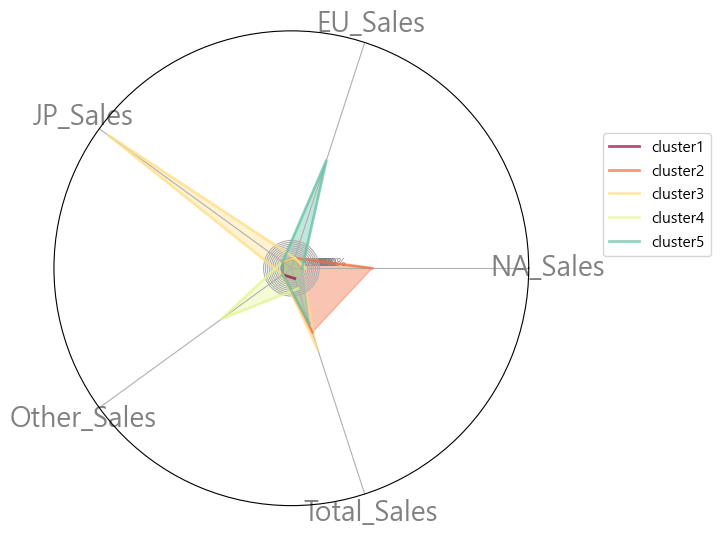 EU_Sales
JP_Sales
cluster1
cluster2
cluster3
cluster4
cluster5
NA_Sales
Other_Sales
Total_Sales